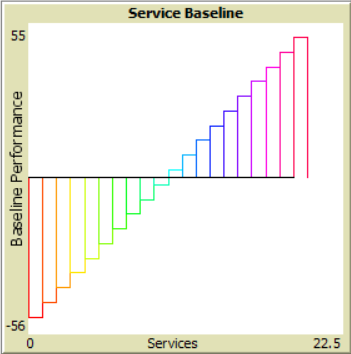 Service Baseline
55
Baseline Performance
-56
0 Services 22.5